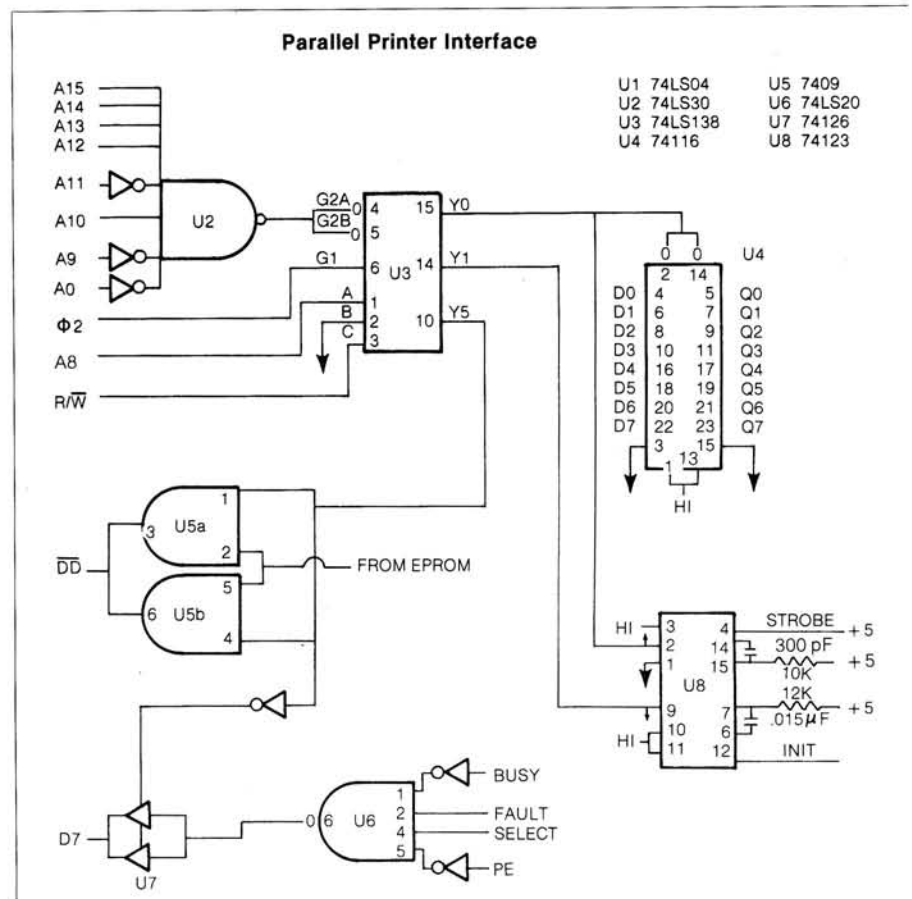 Parallel Printer Interface
U1 74LS04 U5 7409
U2 74LS30 U6 74LS20
U3 74LS138 U7 74126
U4 74116 U8 74123
A15
A14
A13
A12
A11
A10
A9
A0
Φ2
A8
R/W̅
U2
G2A
G2B
G1
A
B
C
0 4
0 5
6
1
2
3
U3
15 Y0
14 Y1
10 Y5
0 0 U4
2 14
D0 4 5 Q0
D1 6 7 Q1
D2 8 9 Q2
D3 10 11 Q3
D4 16 17 Q4
D5 18 19 Q5
D6 20 21 Q6
D7 22 23 Q7
3 15
1 13
HI
D̅D̅
3 U5a 1
2
FROM EPROM
6 U5b 5
4
HI 3
2
1
9
HI 10
11
U8
4 STROBE +5
14 300 pF
15 10K +5
12K
7 .015μF +5
6
12 INIT
D7
U7
0 6 U6
1 BUSY
2 FAULT
4 SELECT
5 PE